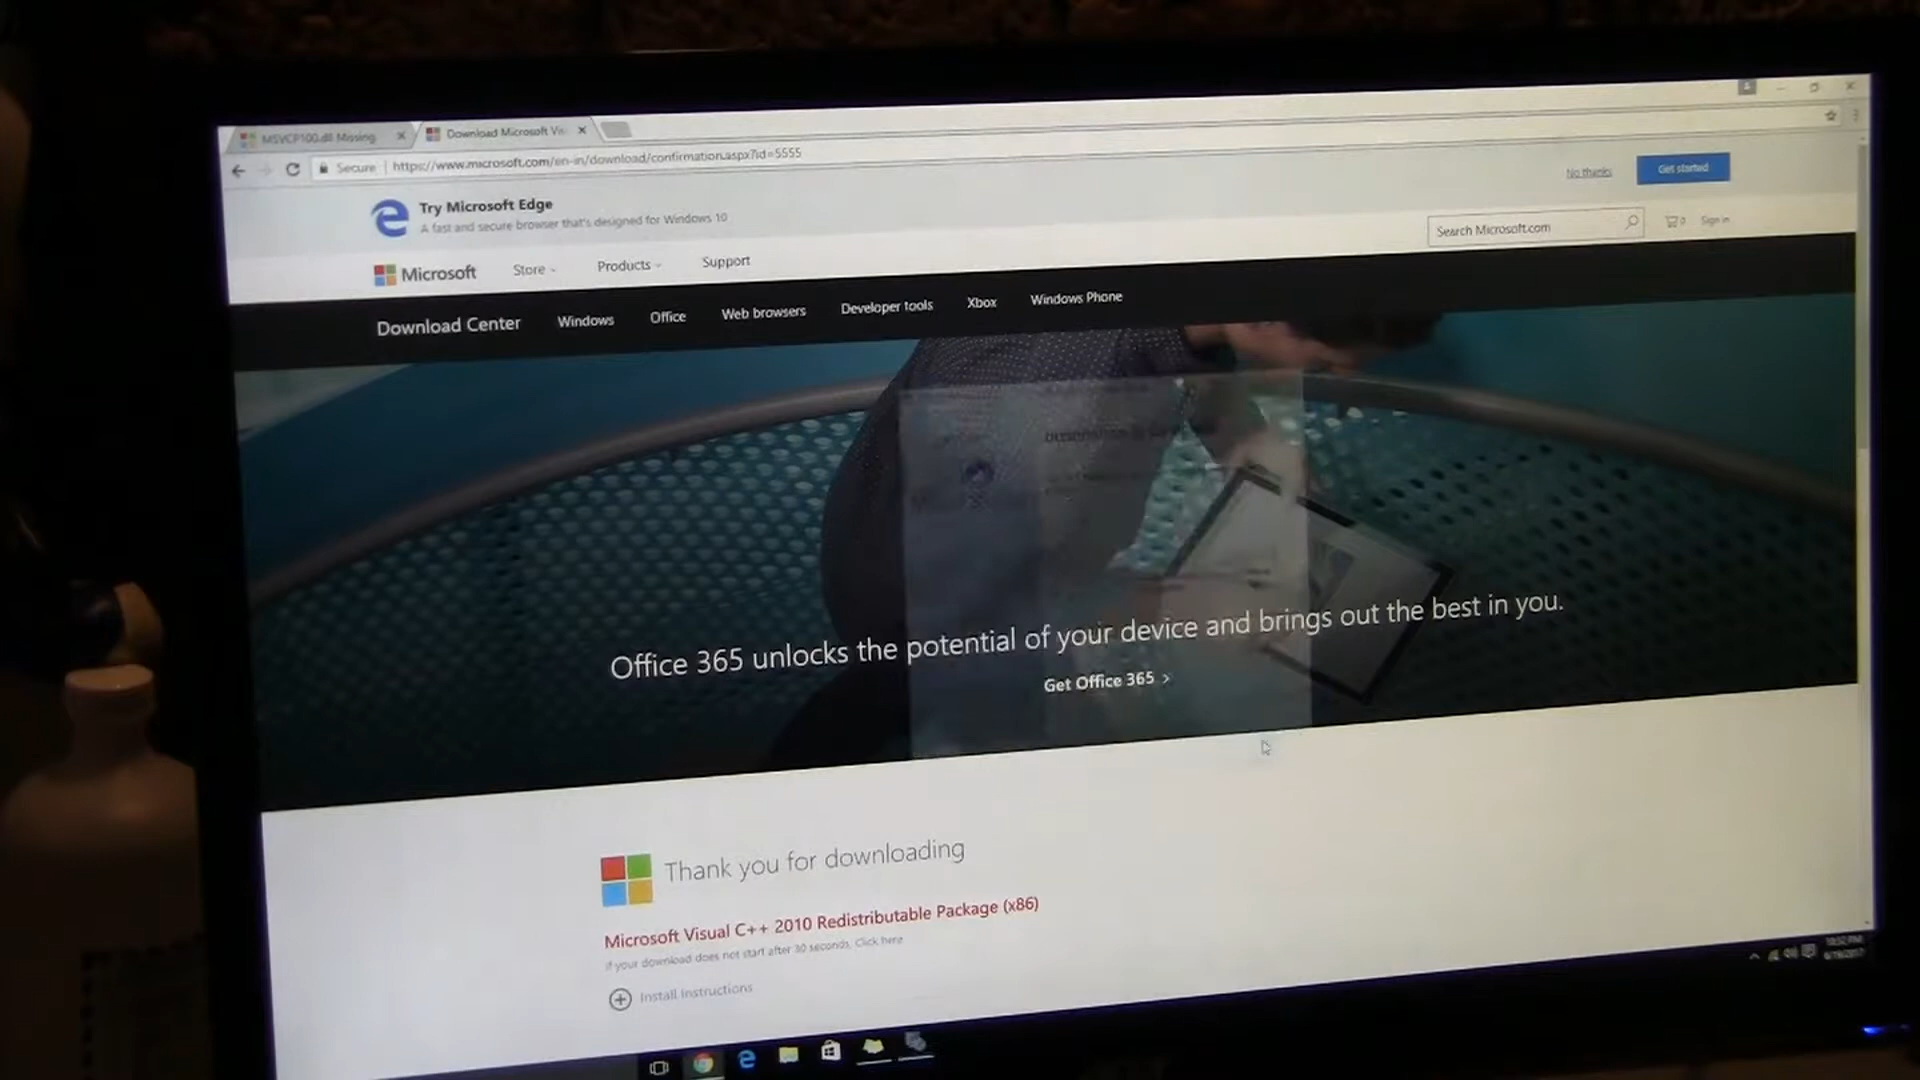 MSVCP100.dll Missing
Download Microsoft Vis
Secure
https://www.microsoft.com/en-in/download/confirmation.aspx?id=5555
Try Microsoft Edge
A fast and secure browser that's designed for Windows 10
No thanks
Get started
Microsoft
Store
Products
Support
Search Microsoft.com
0
Sign in
Download Center
Windows
Office
Web browsers
Developer tools
Xbox
Windows Phone
Office 365 unlocks the potential of your device and brings out the best in you.
Get Office 365 >
Thank you for downloading
Microsoft Visual C++ 2010 Redistributable Package (x86)
If your download does not start after 30 seconds, Click here
Install Instructions